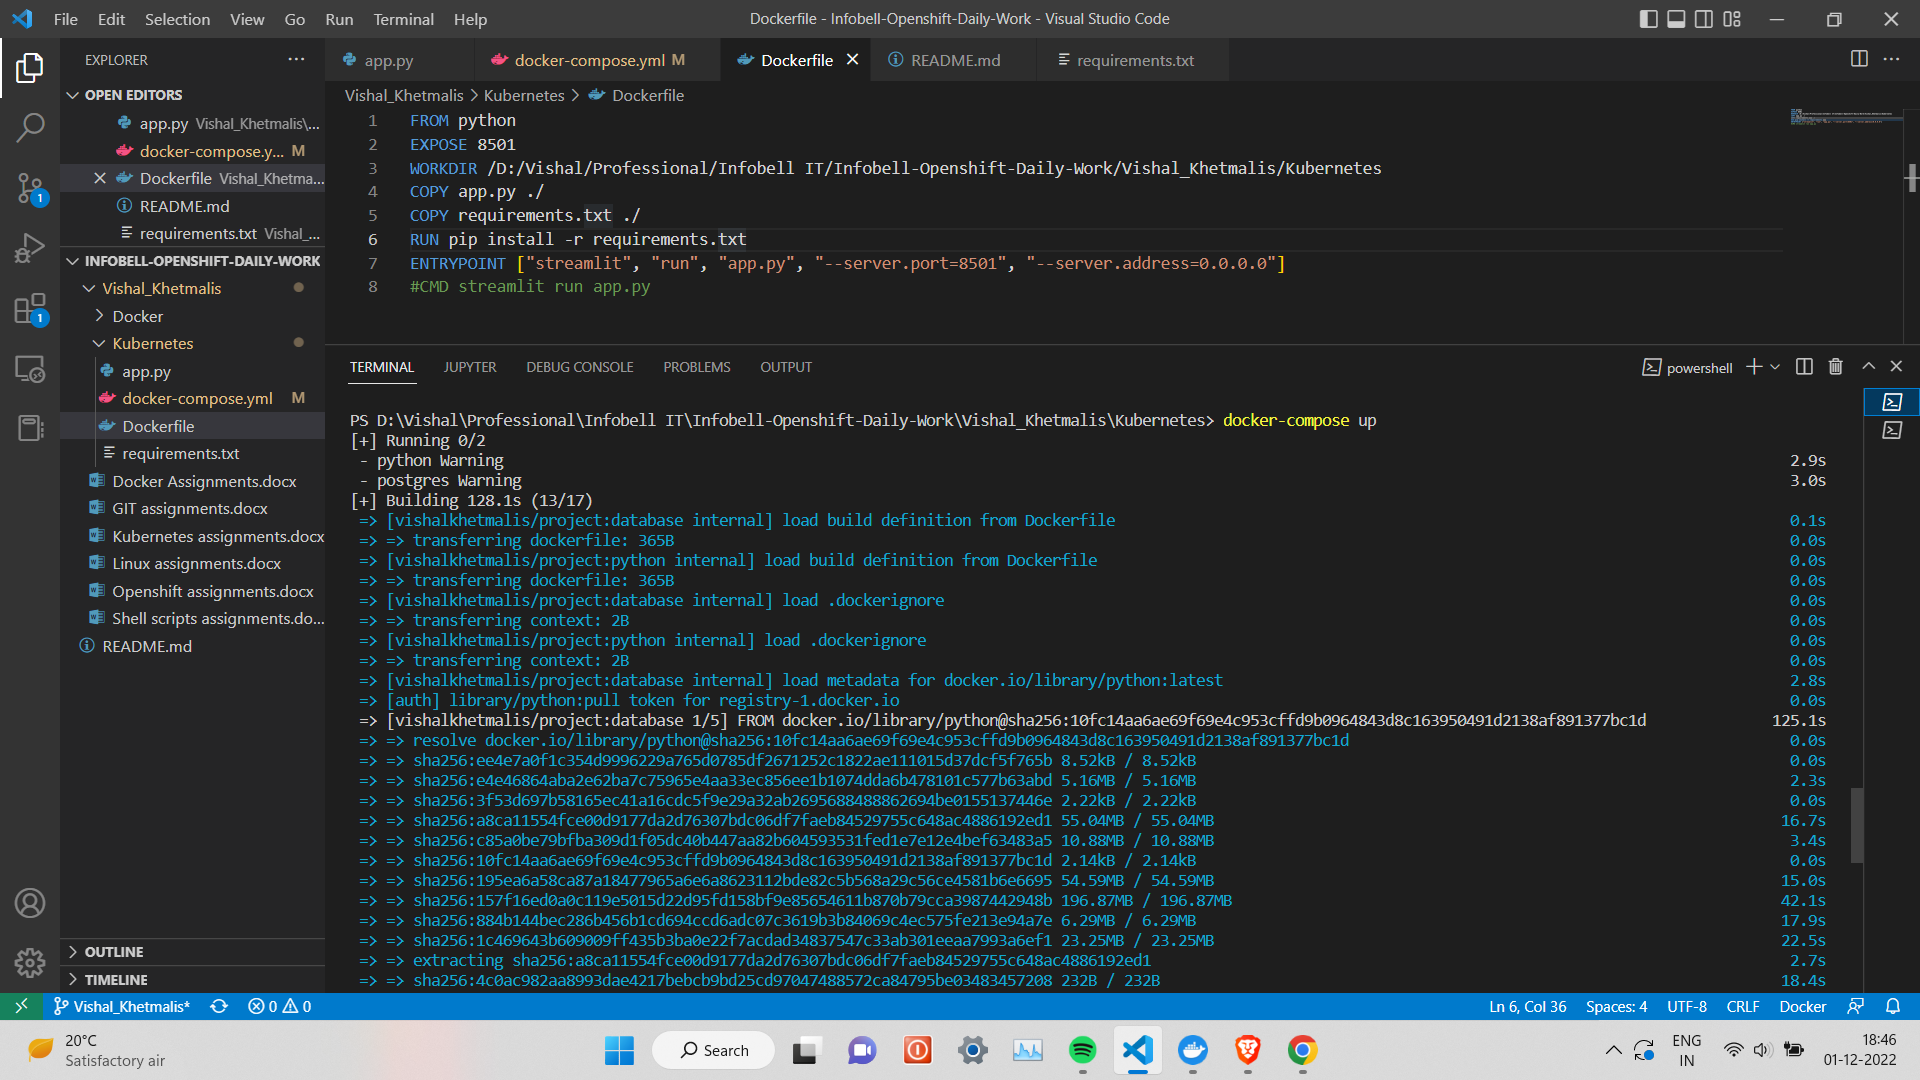 File Edit Selection View Go Run Terminal Help
Dockerfile - Infobell-Openshift-Daily-Work - Visual Studio Code
EXPLORER
OPEN EDITORS
app.py Vishal_Khetmalis\...
docker-compose.y... M
Dockerfile Vishal_Khetma...
README.md
requirements.txt Vishal_...
INFOBELL-OPENSHIFT-DAILY-WORK
Vishal_Khetmalis
Docker
Kubernetes
app.py
docker-compose.yml M
Dockerfile
requirements.txt
Docker Assignments.docx
GIT assignments.docx
Kubernetes assignments.docx
Linux assignments.docx
Openshift assignments.docx
Shell scripts assignments.do...
README.md
OUTLINE
TIMELINE
1
1
app.py docker-compose.yml M Dockerfile README.md requirements.txt
Vishal_Khetmalis > Kubernetes > Dockerfile
1 FROM python
2 EXPOSE 8501
3 WORKDIR /D:/Vishal/Professional/Infobell IT/Infobell-Openshift-Daily-Work/Vishal_Khetmalis/Kubernetes
4 COPY app.py ./
5 COPY requirements.txt ./
6 RUN pip install -r requirements.txt
7 ENTRYPOINT ["streamlit", "run", "app.py", "--server.port=8501", "--server.address=0.0.0.0"]
8 #CMD streamlit run app.py
TERMINAL JUPYTER DEBUG CONSOLE PROBLEMS OUTPUT
powershell
PS D:\Vishal\Professional\Infobell IT\Infobell-Openshift-Daily-Work\Vishal_Khetmalis\Kubernetes> docker-compose up
[+] Running 0/2
- python Warning 2.9s
- postgres Warning 3.0s
[+] Building 128.1s (13/17)
=> [vishalkhetmalis/project:database internal] load build definition from Dockerfile 0.1s
=> => transferring dockerfile: 365B 0.0s
=> [vishalkhetmalis/project:python internal] load build definition from Dockerfile 0.0s
=> => transferring dockerfile: 365B 0.0s
=> [vishalkhetmalis/project:database internal] load .dockerignore 0.0s
=> => transferring context: 2B 0.0s
=> [vishalkhetmalis/project:python internal] load .dockerignore 0.0s
=> => transferring context: 2B 0.0s
=> [vishalkhetmalis/project:database internal] load metadata for docker.io/library/python:latest 2.8s
=> [auth] library/python:pull token for registry-1.docker.io 0.0s
=> [vishalkhetmalis/project:database 1/5] FROM docker.io/library/python@sha256:10fc14aa6ae69f69e4c953cffd9b0964843d8c163950491d2138af891377bc1d 125.1s
=> => resolve docker.io/library/python@sha256:10fc14aa6ae69f69e4c953cffd9b0964843d8c163950491d2138af891377bc1d 0.0s
=> => sha256:ee4e7a0f1c354d9996229a765d0785df2671252c1822ae111015d37dcf5f765b 8.52kB / 8.52kB 0.0s
=> => sha256:e4e46864aba2e62ba7c75965e4aa33ec856ee1b1074dda6b478101c577b63abd 5.16MB / 5.16MB 2.3s
=> => sha256:3f53d697b58165ec41a16cdc5f9e29a32ab2695688488862694be0155137446e 2.22kB / 2.22kB 0.0s
=> => sha256:a8ca11554fce00d9177da2d76307bdc06df7faeb84529755c648ac4886192ed1 55.04MB / 55.04MB 16.7s
=> => sha256:c85a0be79bfba309d1f05dc40b447aa82b604593531fed1e7e12e4bef63483a5 10.88MB / 10.88MB 3.4s
=> => sha256:10fc14aa6ae69f69e4c953cffd9b0964843d8c163950491d2138af891377bc1d 2.14kB / 2.14kB 0.0s
=> => sha256:195ea6a58ca87a18477965a6e6a8623112bde82c5b568a29c56ce4581b6e6695 54.59MB / 54.59MB 15.0s
=> => sha256:157f16ed0a0c119e5015d22d95fd158bf9e85654611b870b79cca3987442948b 196.87MB / 196.87MB 42.1s
=> => sha256:884b144bec286b456b1cd694ccd6adc07c3619b3b84069c4ec575fe213e94a7e 6.29MB / 6.29MB 17.9s
=> => sha256:1c469643b609009ff435b3ba0e22f7acdad34837547c33ab301eeaa7993a6ef1 23.25MB / 23.25MB 22.5s
=> => extracting sha256:a8ca11554fce00d9177da2d76307bdc06df7faeb84529755c648ac4886192ed1 2.7s
=> => sha256:4c0ac982aa8993dae4217bebcb9bd25cd97047488572ca84795be03483457208 232B / 232B 18.4s
Vishal_Khetmalis* 0 0 Ln 6, Col 36 Spaces: 4 UTF-8 CRLF Docker
20°C
Satisfactory air
Search
ENG
IN
18:46
01-12-2022